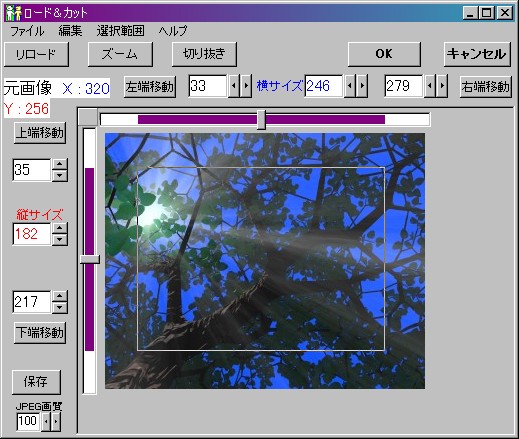 ロード&カット
ファイル 編集 選択範囲 ヘルプ
リロード ズーム 切り抜き OK キャンセル
元画像 X : 320 左端移動 33 横サイズ 246 279 右端移動
Y : 256
上端移動
35
縦サイズ
182
217
下端移動
保存
JPEG画質
100